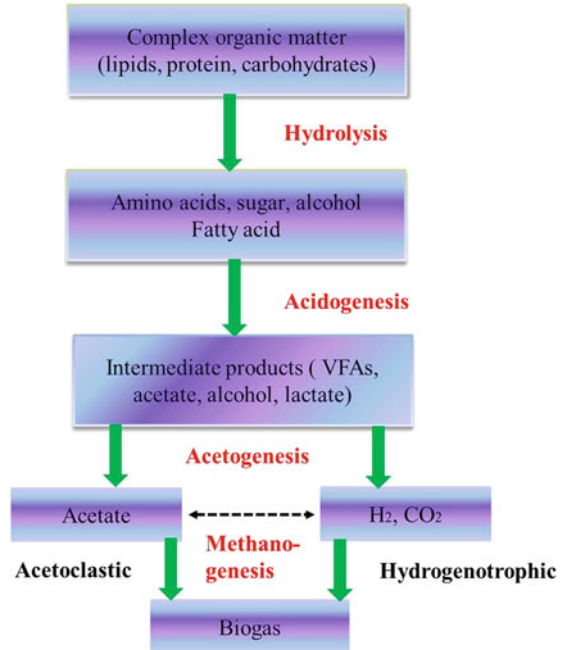 Complex organic matter
(lipids, protein, carbohydrates)
Hydrolysis
Amino acids, sugar, alcohol
Fatty acid
Acidogenesis
Intermediate products ( VFAs,
acetate, alcohol, lactate)
Acetogenesis
Acetate
H₂, CO₂
Acetoclastic
Methano-
genesis
Hydrogenotrophic
Biogas